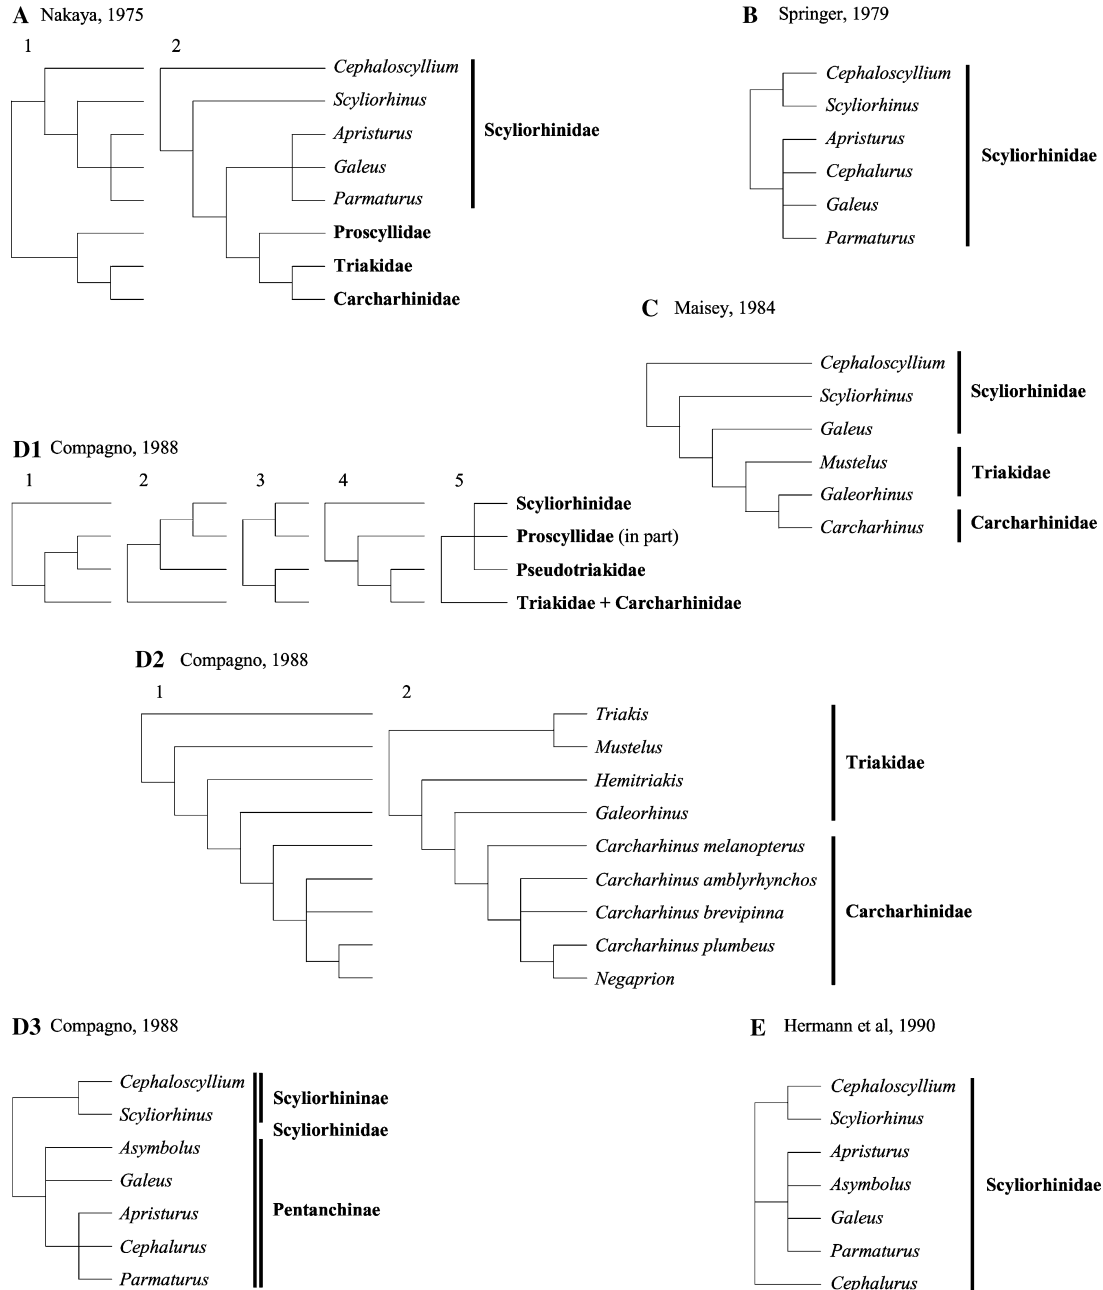 A Nakaya, 1975
1 2
Cephaloscyllium
Scyliorhinus
Apristurus
Galeus
Parmaturus
Scyliorhinidae
Proscyllidae
Triakidae
Carcharhinidae
B Springer, 1979
Cephaloscyllium
Scyliorhinus
Apristurus
Cephalurus
Galeus
Parmaturus
Scyliorhinidae
C Maisey, 1984
Cephaloscyllium
Scyliorhinus
Galeus
Mustelus
Galeorhinus
Carcharhinus
Scyliorhinidae
Triakidae
Carcharhinidae
D1 Compagno, 1988
1 2 3 4 5
Scyliorhinidae
Proscyllidae (in part)
Pseudotriakidae
Triakidae + Carcharhinidae
D2 Compagno, 1988
1 2
Triakis
Mustelus
Hemitriakis
Galeorhinus
Carcharhinus melanopterus
Carcharhinus amblyrhynchos
Carcharhinus brevipinna
Carcharhinus plumbeus
Negaprion
Triakidae
Carcharhinidae
D3 Compagno, 1988
Cephaloscyllium
Scyliorhinus
Asymbolus
Galeus
Apristurus
Cephalurus
Parmaturus
Scyliorhininae
Scyliorhinidae
Pentanchinae
E Hermann et al, 1990
Cephaloscyllium
Scyliorhinus
Apristurus
Asymbolus
Galeus
Parmaturus
Cephalurus
Scyliorhinidae